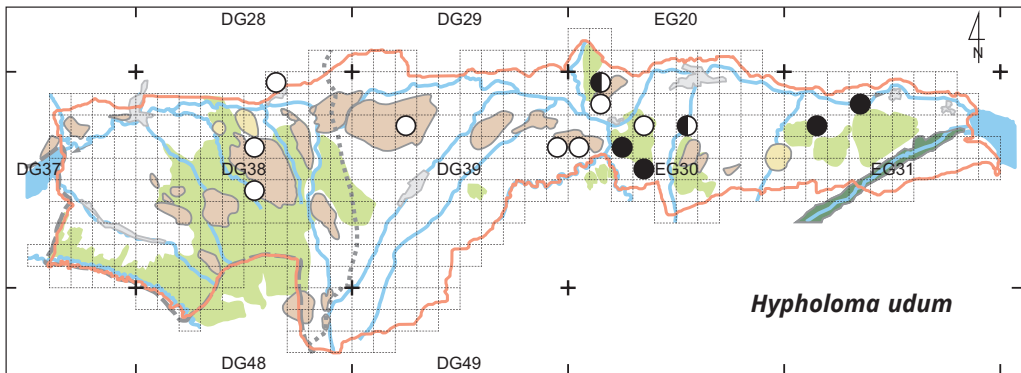 DG28 DG29 EG20
N
DG37 DG38 DG39 EG30 EG31
Hypholoma udum
DG48 DG49